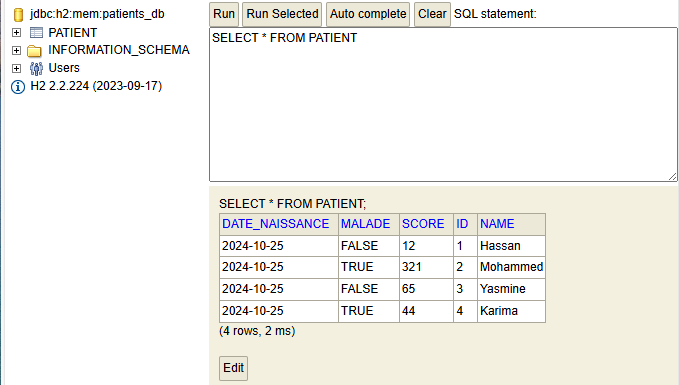 jdbc:h2:mem:patients_db
PATIENT
INFORMATION_SCHEMA
Users
H2 2.2.224 (2023-09-17)
Run Run Selected Auto complete Clear SQL statement:
SELECT * FROM PATIENT
SELECT * FROM PATIENT;
DATE_NAISSANCE MALADE SCORE ID NAME
2024-10-25 FALSE 12 1 Hassan
2024-10-25 TRUE 321 2 Mohammed
2024-10-25 FALSE 65 3 Yasmine
2024-10-25 TRUE 44 4 Karima
(4 rows, 2 ms)
Edit